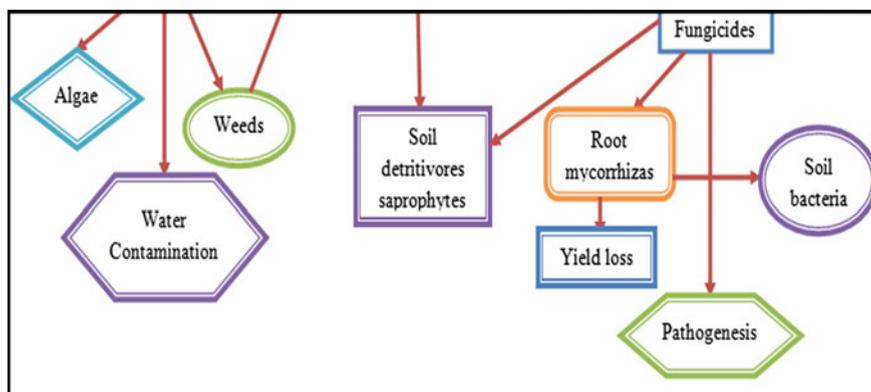 Fungicides
Algae
Weeds
Soil
detritivores
saprophytes
Root
mycorrhizas
Soil
bacteria
Water
Contamination
Yield loss
Pathogenesis